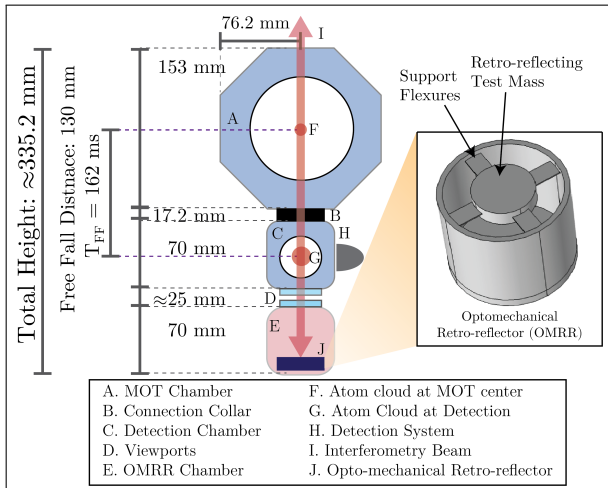 76.2 mm
I
153 mm
A
F
Total Height: ≈335.2 mm
Free Fall Distnace: 130 mm
T_FF = 162 ms
17.2 mm
B
C
H
70 mm
G
≈25 mm
D
E
70 mm
J
Support
Flexures
Retro-reflecting
Test Mass
Optomechanical
Retro-reflector (OMRR)
A. MOT Chamber
B. Connection Collar
C. Detection Chamber
D. Viewports
E. OMRR Chamber
F. Atom cloud at MOT center
G. Atom Cloud at Detection
H. Detection System
I. Interferometry Beam
J. Opto-mechanical Retro-reflector